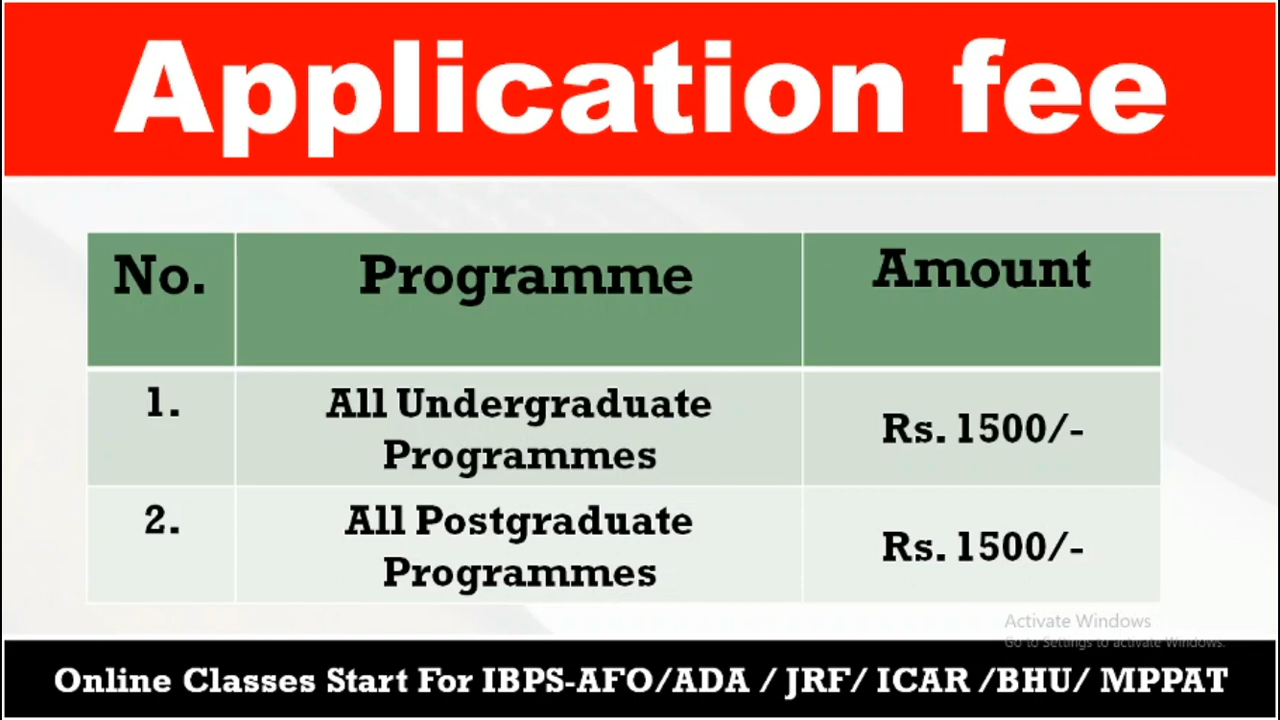 Application fee
No. Programme Amount
1. All Undergraduate Programmes Rs. 1500/-
2. All Postgraduate Programmes Rs. 1500/-
Activate Windows
Go to Settings to activate Windows.
Online Classes Start For IBPS-AFO/ADA / JRF/ ICAR /BHU/ MPPAT